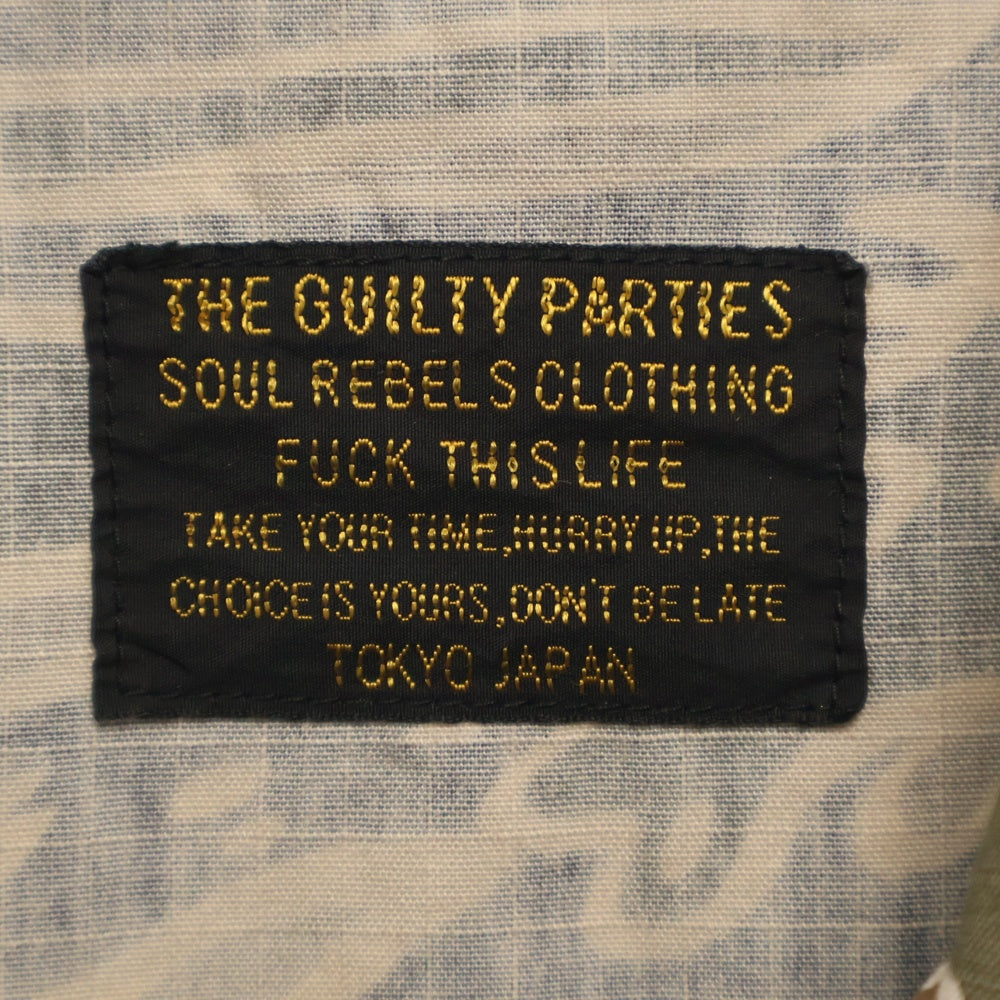 THE GUILTY PARTIES
SOUL REBELS CLOTHING
FUCK THIS LIFE
TAKE YOUR TIME,HURRY UP,THE
CHOICE IS YOURS,DON'T BE LATE
TOKYO JAPAN